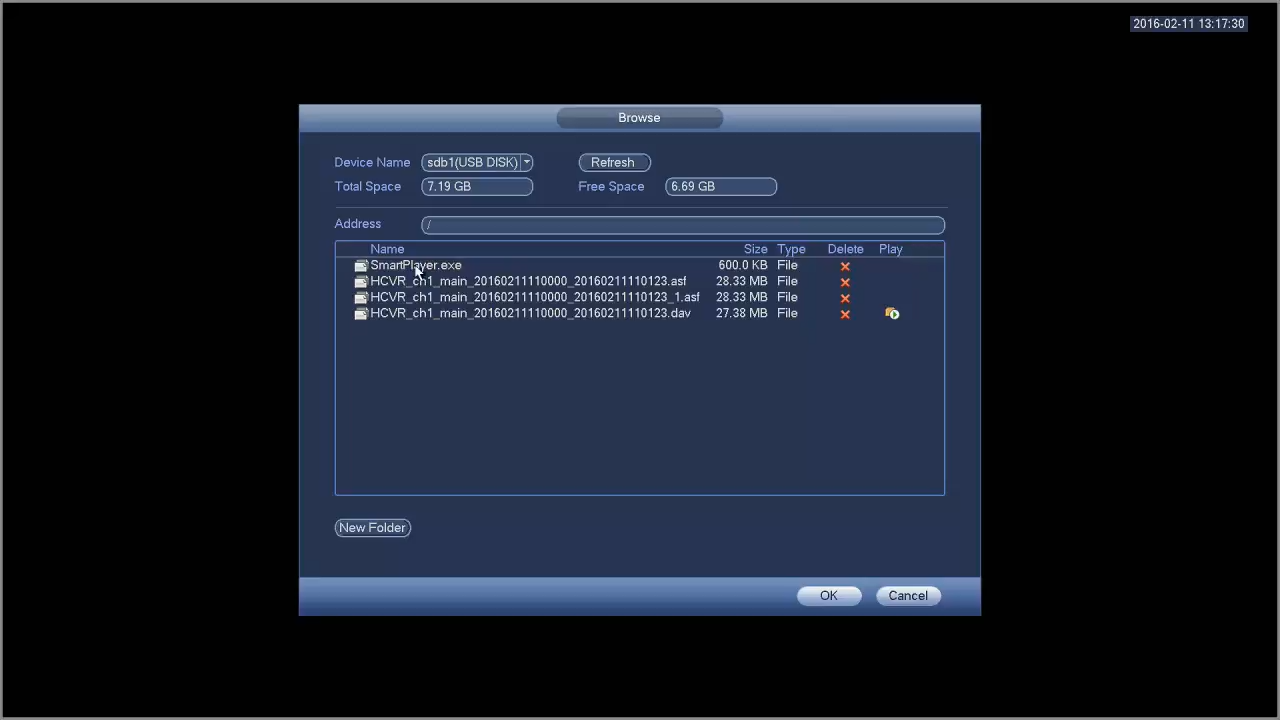 2016-02-11 13:17:30
Browse
Device Name sdb1(USB DISK) Refresh
Total Space 7.19 GB Free Space 6.69 GB
Address /
Name Size Type Delete Play
SmartPlayer.exe 600.0 KB File
HCVR_ch1_main_20160211110000_20160211110123.asf 28.33 MB File
HCVR_ch1_main_20160211110000_20160211110123_1.asf 28.33 MB File
HCVR_ch1_main_20160211110000_20160211110123.dav 27.38 MB File
New Folder
OK Cancel